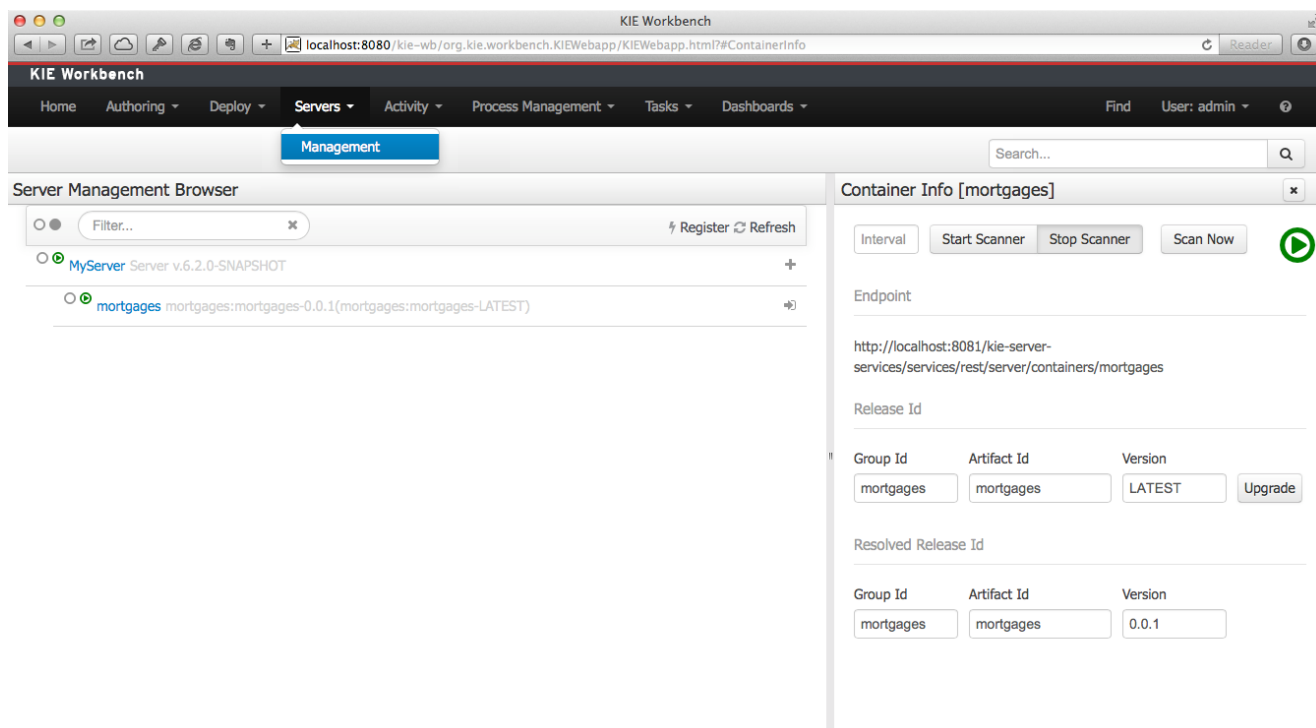 KIE Workbench
localhost:8080/kie-wb/org.kie.workbench.KIEWebapp/KIEWebapp.html?#ContainerInfo
Reader
KIE Workbench
Home Authoring Deploy Servers Activity Process Management Tasks Dashboards Find User: admin ?
Management
Search...
Server Management Browser
Filter...
Register Refresh
MyServer Server v.6.2.0-SNAPSHOT
mortgages mortgages:mortgages-0.0.1(mortgages:mortgages-LATEST)
Container Info [mortgages]
Interval Start Scanner Stop Scanner Scan Now
Endpoint
http://localhost:8081/kie-server-
services/services/rest/server/containers/mortgages
Release Id
Group Id Artifact Id Version
mortgages mortgages LATEST Upgrade
Resolved Release Id
Group Id Artifact Id Version
mortgages mortgages 0.0.1